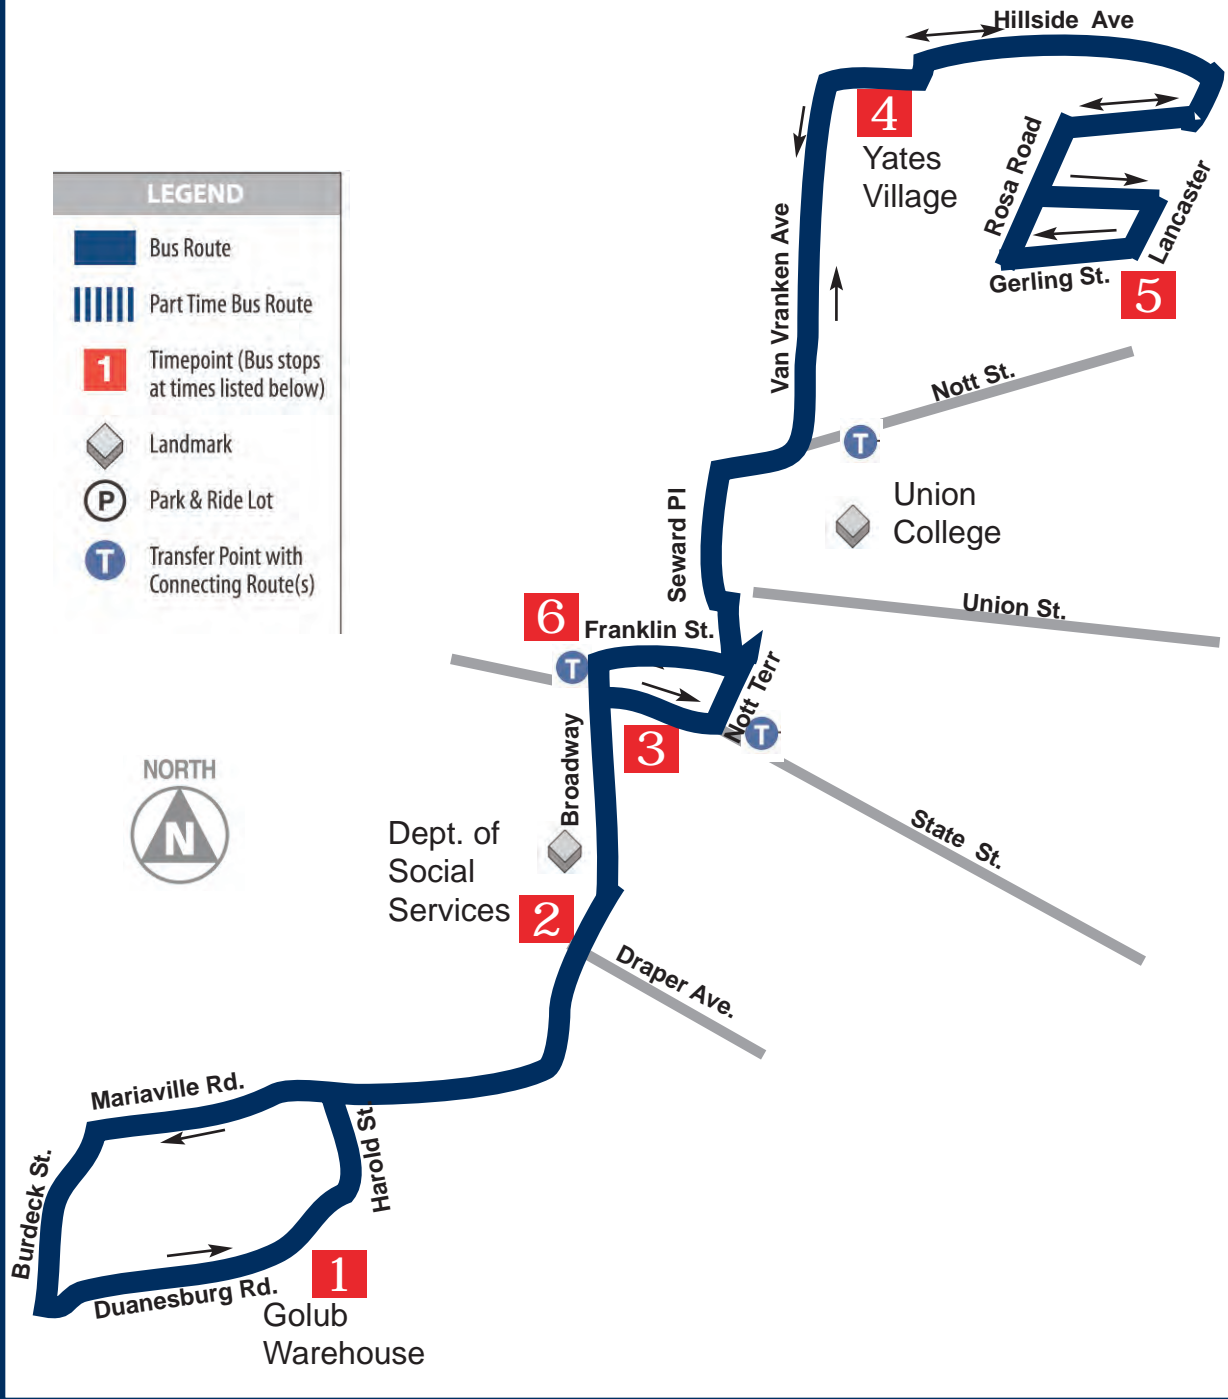 Hillside Ave
4
Yates
Village
Rosa Road
Lancaster
Gerling St.
5
Van Vranken Ave
LEGEND
Bus Route
Part Time Bus Route
1
Timepoint (Bus stops
at times listed below)
Landmark
P
Park & Ride Lot
T
Transfer Point with
Connecting Route(s)
Nott St.
T
Union
College
Seward Pl
Union St.
6
Franklin St.
T
Nott Terr
T
3
Broadway
State St.
NORTH
N
Dept. of
Social
Services
2
Draper Ave.
Mariaville Rd.
Harold St.
Burdeck St.
Duanesburg Rd.
1
Golub
Warehouse